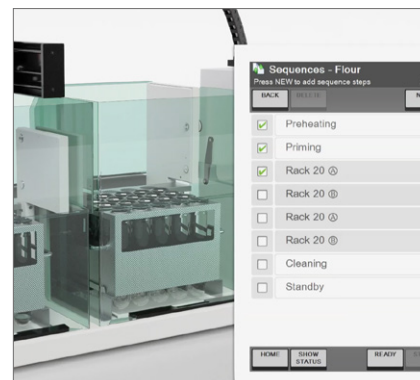 Sequences - Flour
Press NEW to add sequence steps
BACK
Preheating
Priming
Rack 20 Ⓐ
Rack 20 Ⓑ
Rack 20 Ⓐ
Rack 20 Ⓑ
Cleaning
Standby
HOME
SHOW
STATUS
READY